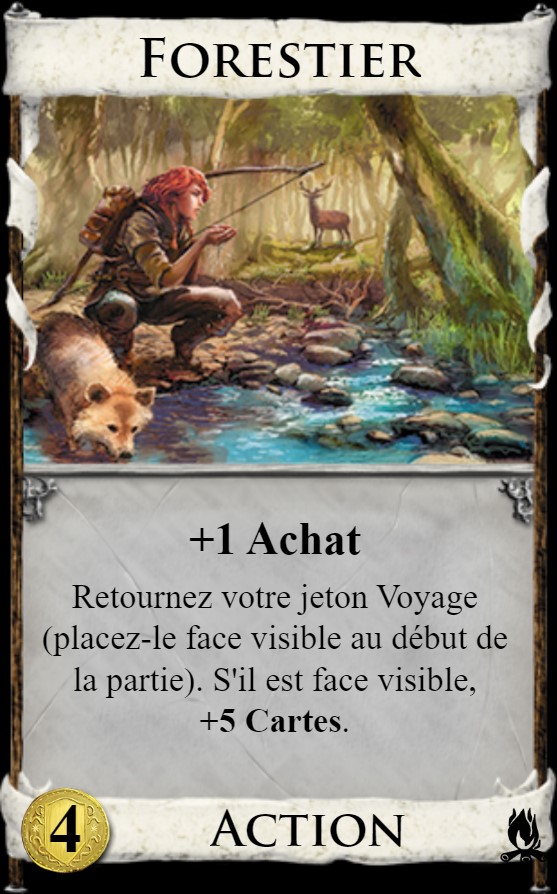 FORESTIER
+1 Achat
Retournez votre jeton Voyage
(placez-le face visible au début de
la partie). S'il est face visible,
+5 Cartes.
4
ACTION